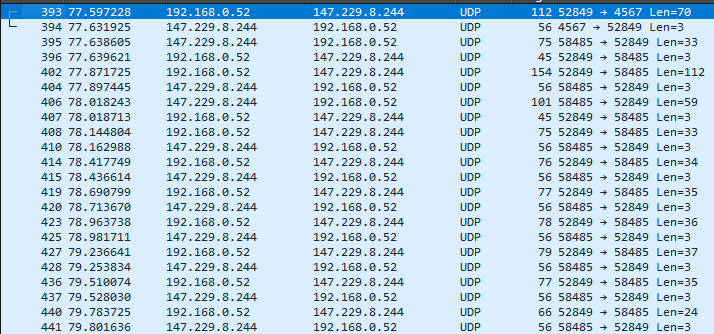 393 77.597228 192.168.0.52 147.229.8.244 UDP 112 52849 → 4567 Len=70
394 77.631925 147.229.8.244 192.168.0.52 UDP 56 4567 → 52849 Len=3
395 77.638605 147.229.8.244 192.168.0.52 UDP 75 58485 → 52849 Len=33
396 77.639621 192.168.0.52 147.229.8.244 UDP 45 52849 → 58485 Len=3
402 77.871725 192.168.0.52 147.229.8.244 UDP 154 52849 → 58485 Len=112
404 77.897445 147.229.8.244 192.168.0.52 UDP 56 58485 → 52849 Len=3
406 78.018243 147.229.8.244 192.168.0.52 UDP 101 58485 → 52849 Len=59
407 78.018713 192.168.0.52 147.229.8.244 UDP 45 52849 → 58485 Len=3
408 78.144804 192.168.0.52 147.229.8.244 UDP 75 52849 → 58485 Len=33
410 78.162988 147.229.8.244 192.168.0.52 UDP 56 58485 → 52849 Len=3
414 78.417749 192.168.0.52 147.229.8.244 UDP 76 52849 → 58485 Len=34
415 78.436614 147.229.8.244 192.168.0.52 UDP 56 58485 → 52849 Len=3
419 78.690799 192.168.0.52 147.229.8.244 UDP 77 52849 → 58485 Len=35
420 78.713670 147.229.8.244 192.168.0.52 UDP 56 58485 → 52849 Len=3
423 78.963738 192.168.0.52 147.229.8.244 UDP 78 52849 → 58485 Len=36
425 78.981711 147.229.8.244 192.168.0.52 UDP 56 58485 → 52849 Len=3
427 79.236641 192.168.0.52 147.229.8.244 UDP 79 52849 → 58485 Len=37
428 79.253834 147.229.8.244 192.168.0.52 UDP 56 58485 → 52849 Len=3
436 79.510074 192.168.0.52 147.229.8.244 UDP 77 52849 → 58485 Len=35
437 79.528030 147.229.8.244 192.168.0.52 UDP 56 58485 → 52849 Len=3
440 79.783725 192.168.0.52 147.229.8.244 UDP 66 52849 → 58485 Len=24
441 79.801636 147.229.8.244 192.168.0.52 UDP 56 58485 → 52849 Len=3